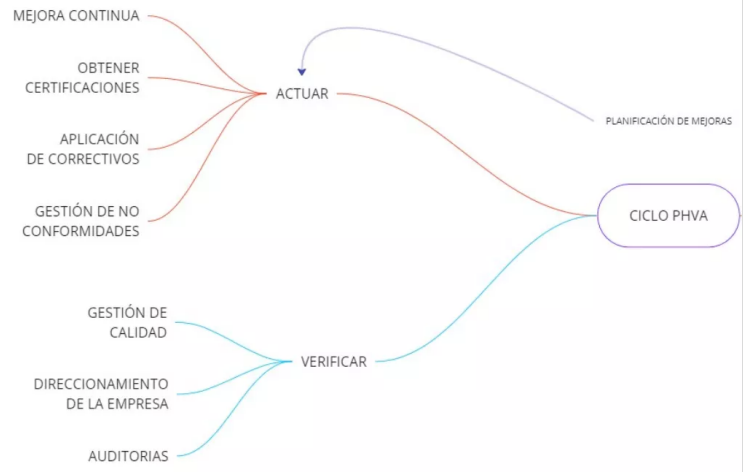 MEJORA CONTINUA
OBTENER
CERTIFICACIONES
APLICACIÓN
DE CORRECTIVOS
GESTIÓN DE NO
CONFORMIDADES
ACTUAR
PLANIFICACIÓN DE MEJORAS
CICLO PHVA
GESTIÓN DE
CALIDAD
DIRECCIONAMIENTO
DE LA EMPRESA
AUDITORIAS
VERIFICAR